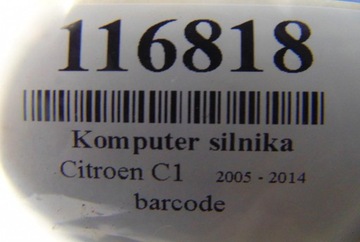 116818
Komputer silnika
Citroen C1 2005 - 2014
barcode